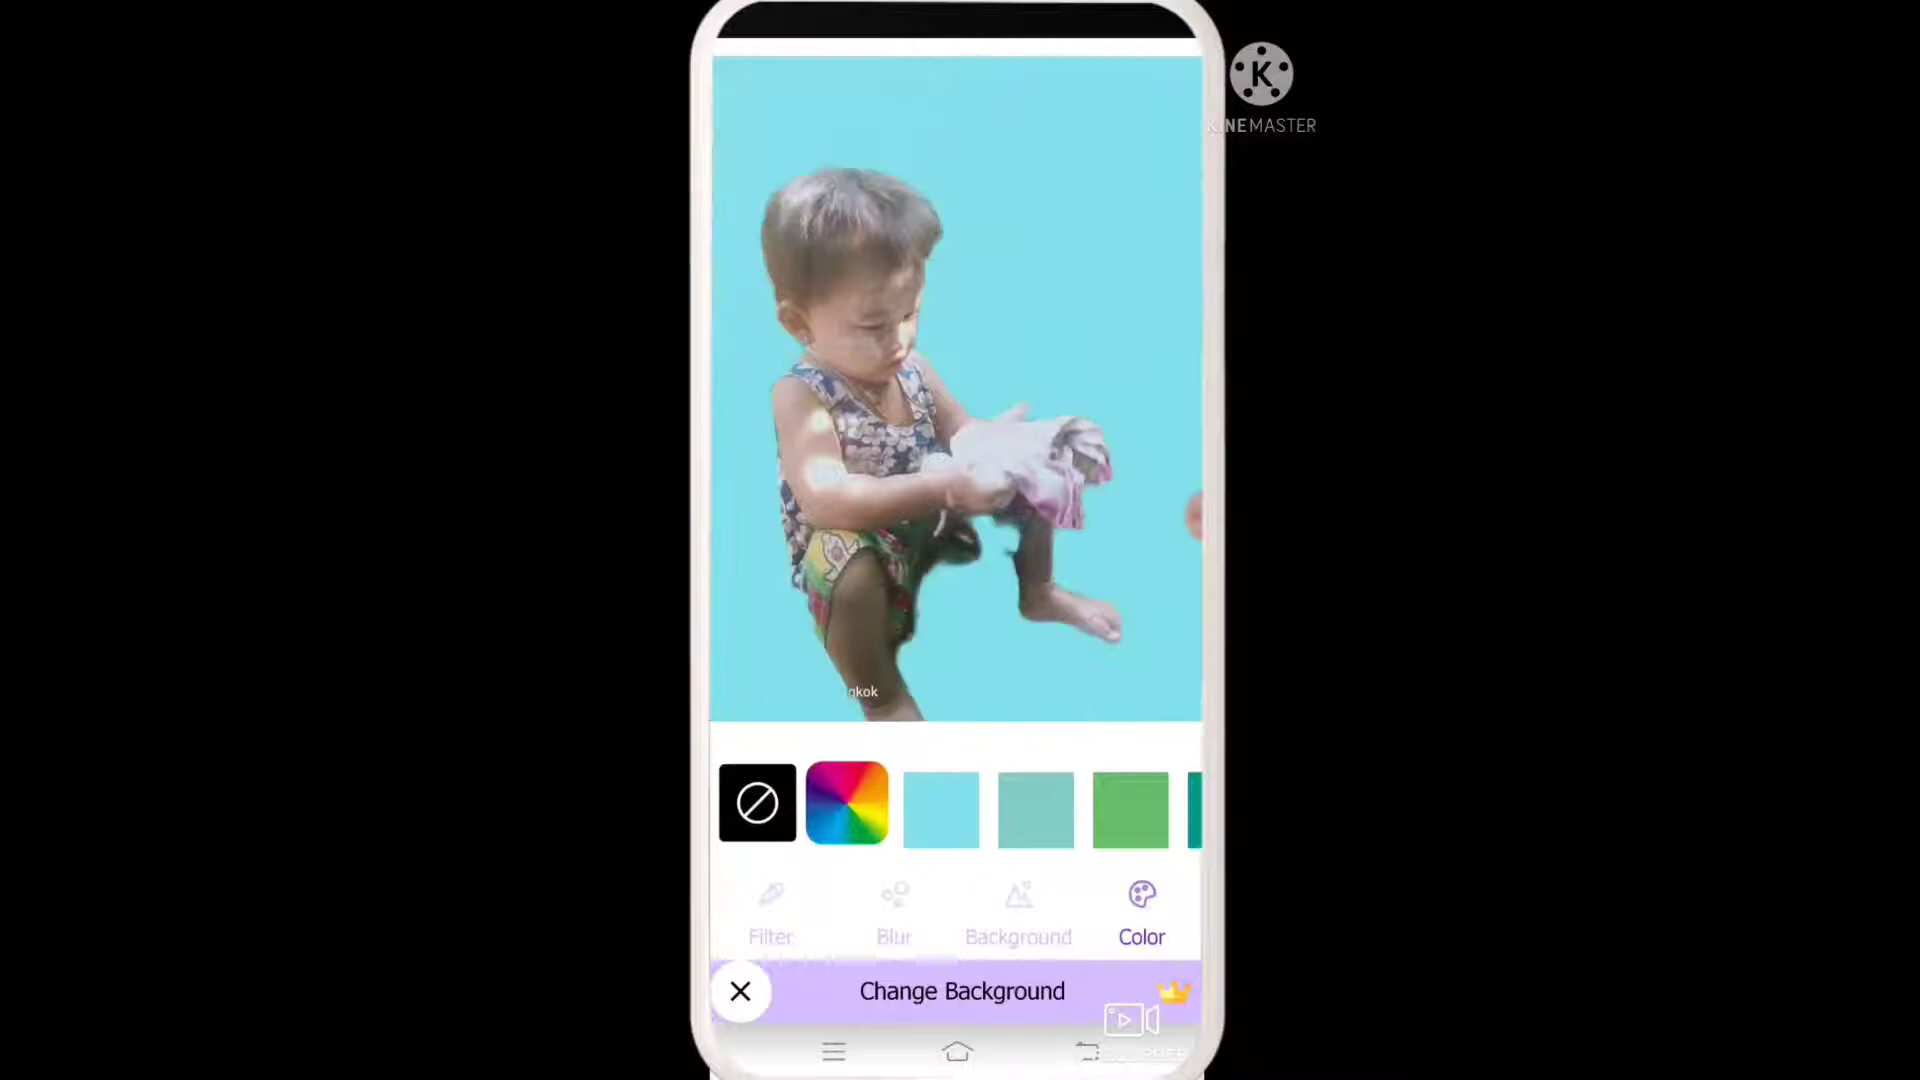 K
KINEMASTER
gkok
Filter
Blur
Background
Color
Change Background